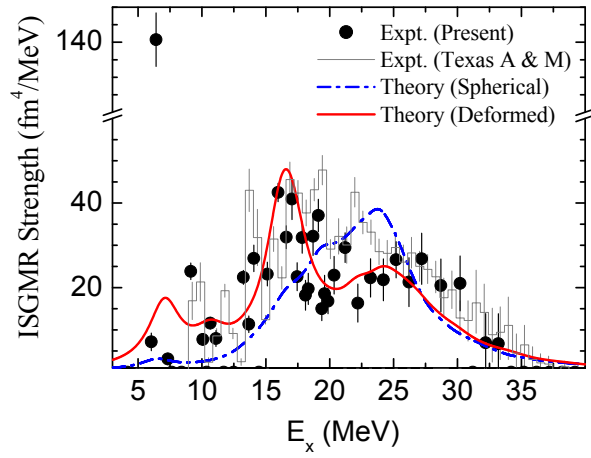 140
Expt. (Present)
Expt. (Texas A & M)
Theory (Spherical)
Theory (Deformed)
40
20
ISGMR Strength (fm⁴/MeV)
5 10 15 20 25 30 35
Eₓ (MeV)